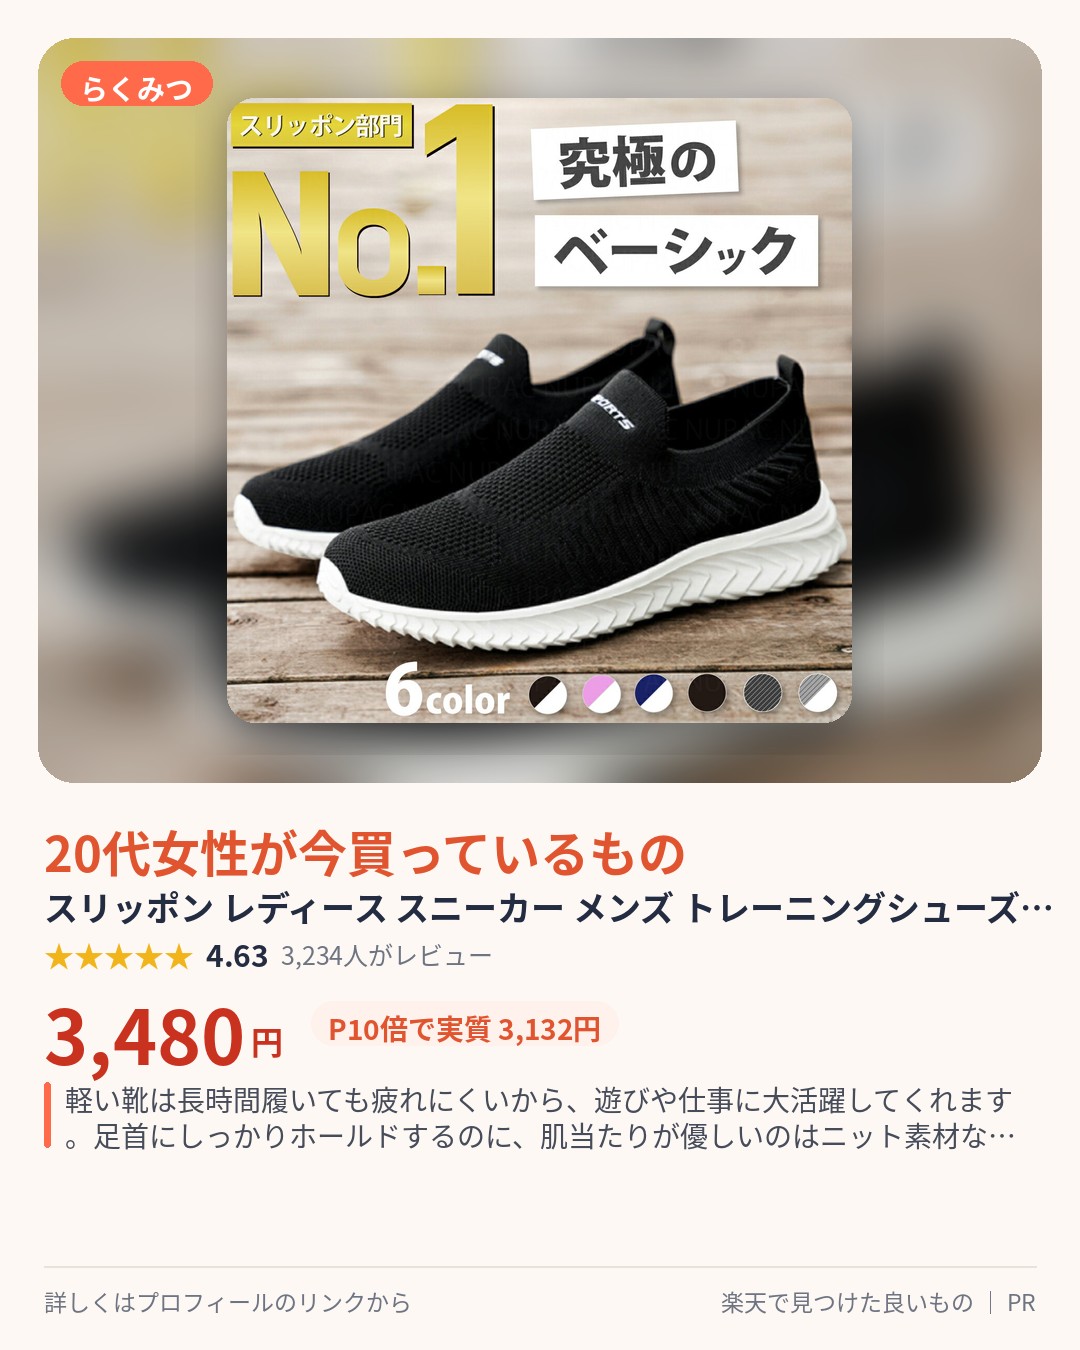 らくみつ
スリッポン部門
No.1
究極の
ベーシック
PORTS
6color
20代女性が今買っているもの
スリッポン レディース スニーカー メンズ トレーニングシューズ…
★★★★★ 4.63 3,234人がレビュー
3,480円 P10倍で実質 3,132円
軽い靴は長時間履いても疲れにくいから、遊びや仕事に大活躍してくれます
。足首にしっかりホールドするのに、肌当たりが優しいのはニット素材な…
詳しくはプロフィールのリンクから
楽天で見つけた良いもの｜PR